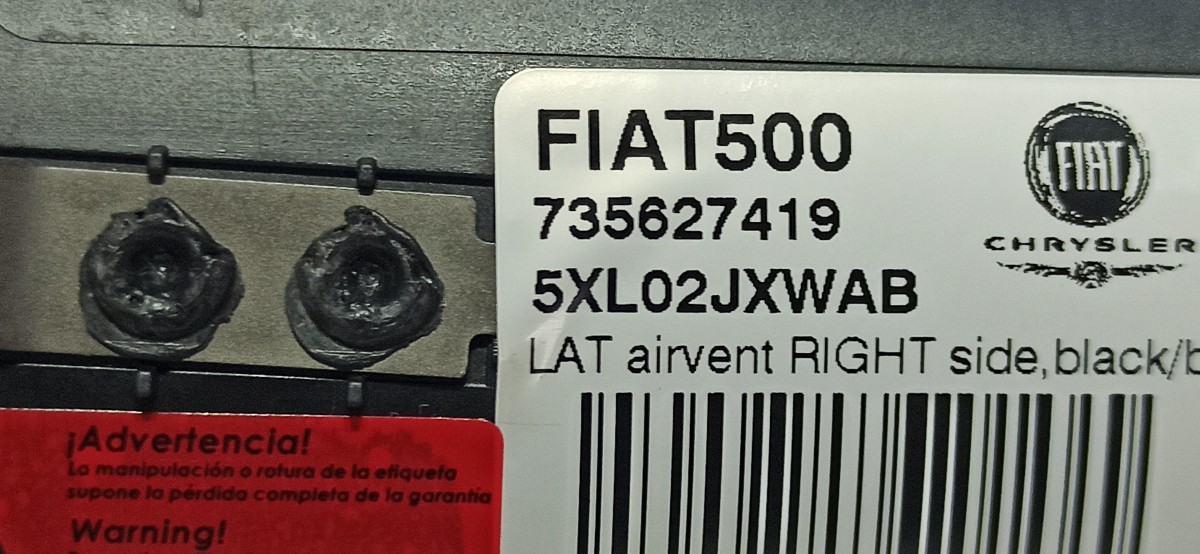 FIAT500
735627419
5XL02JXWAB
LAT airvent RIGHT side,black/b
FIAT
CHRYSLER
¡Advertencia!
La manipulación o rotura de la etiqueta
supone la pérdida completa de la garantía
Warning!